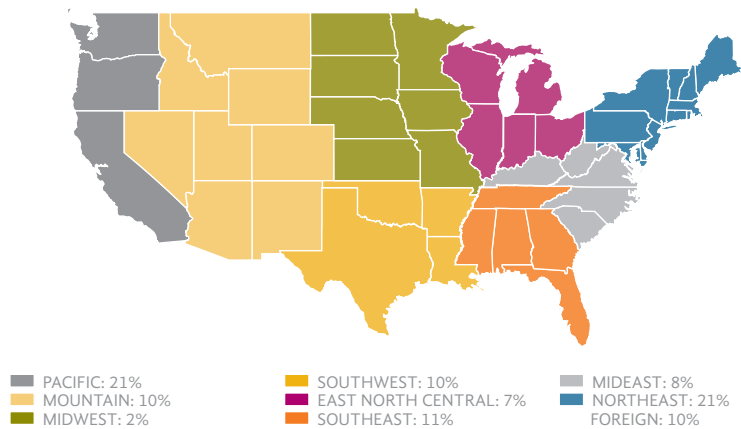 PACIFIC: 21%
MOUNTAIN: 10%
MIDWEST: 2%
SOUTHWEST: 10%
EAST NORTH CENTRAL: 7%
SOUTHEAST: 11%
MIDEAST: 8%
NORTHEAST: 21%
FOREIGN: 10%